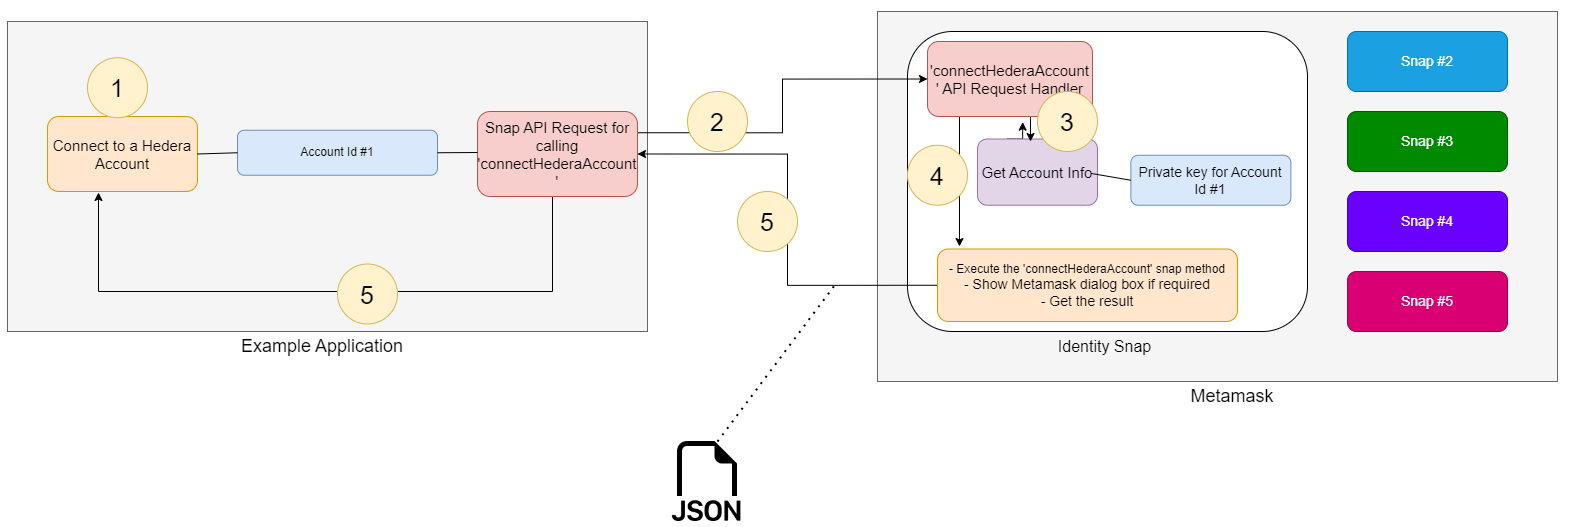 1
Connect to a Hedera
Account
Account Id #1
Snap API Request for
calling
'connectHederaAccount
'
2
5
5
Example Application
'connectHederaAccount
' API Request Handler
3
4
Get Account Info
Private key for Account
Id #1
- Execute the 'connectHederaAccount' snap method
- Show Metamask dialog box if required
- Get the result
Identity Snap
Snap #2
Snap #3
Snap #4
Snap #5
Metamask
JSON